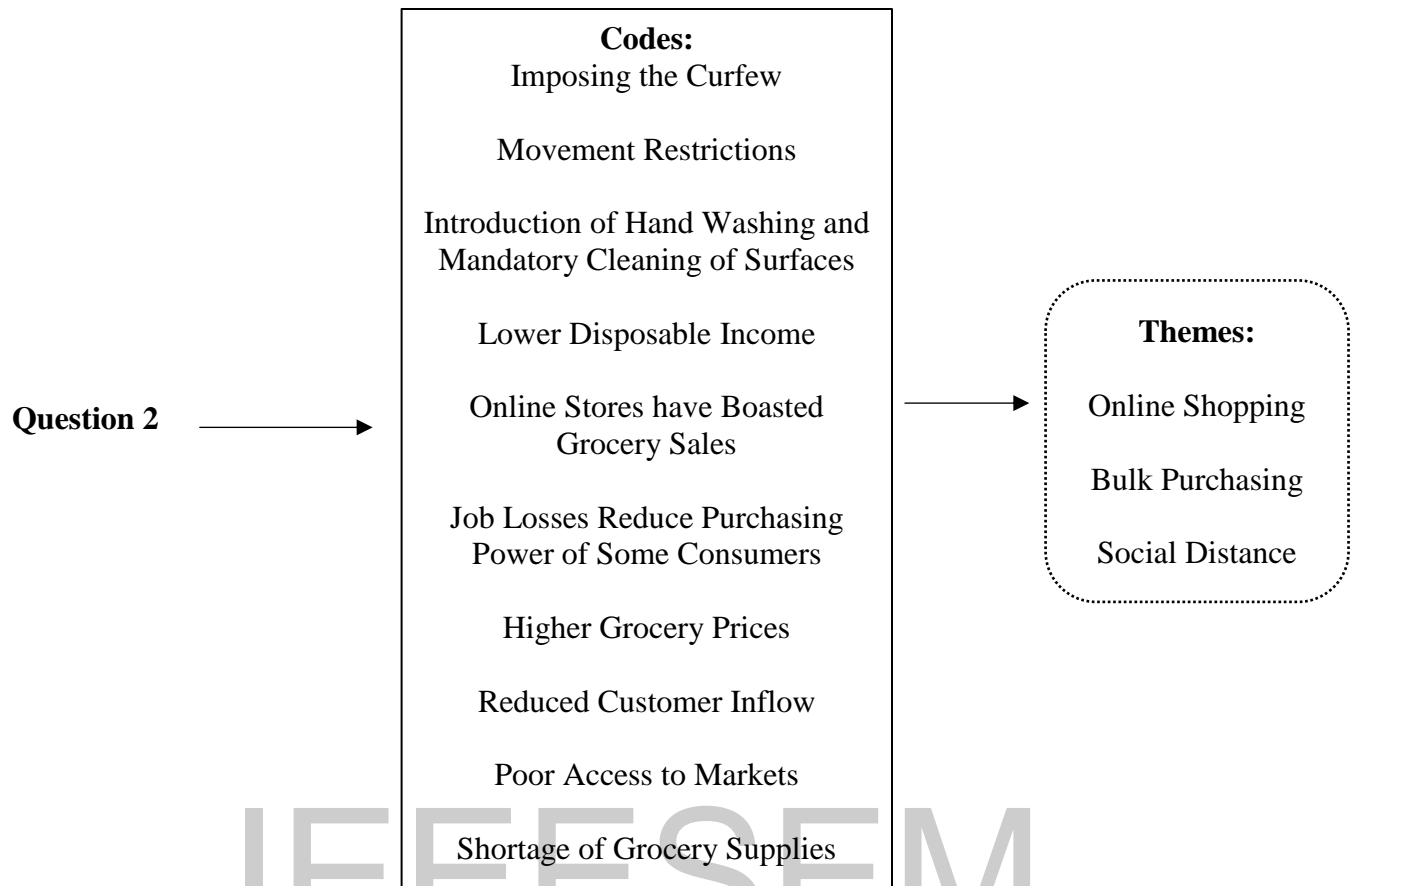 Codes:
Imposing the Curfew
Movement Restrictions
Introduction of Hand Washing and
Mandatory Cleaning of Surfaces
Lower Disposable Income
Online Stores have Boasted
Grocery Sales
Job Losses Reduce Purchasing
Power of Some Consumers
Higher Grocery Prices
Reduced Customer Inflow
Poor Access to Markets
Shortage of Grocery Supplies
Question 2
Themes:
Online Shopping
Bulk Purchasing
Social Distance